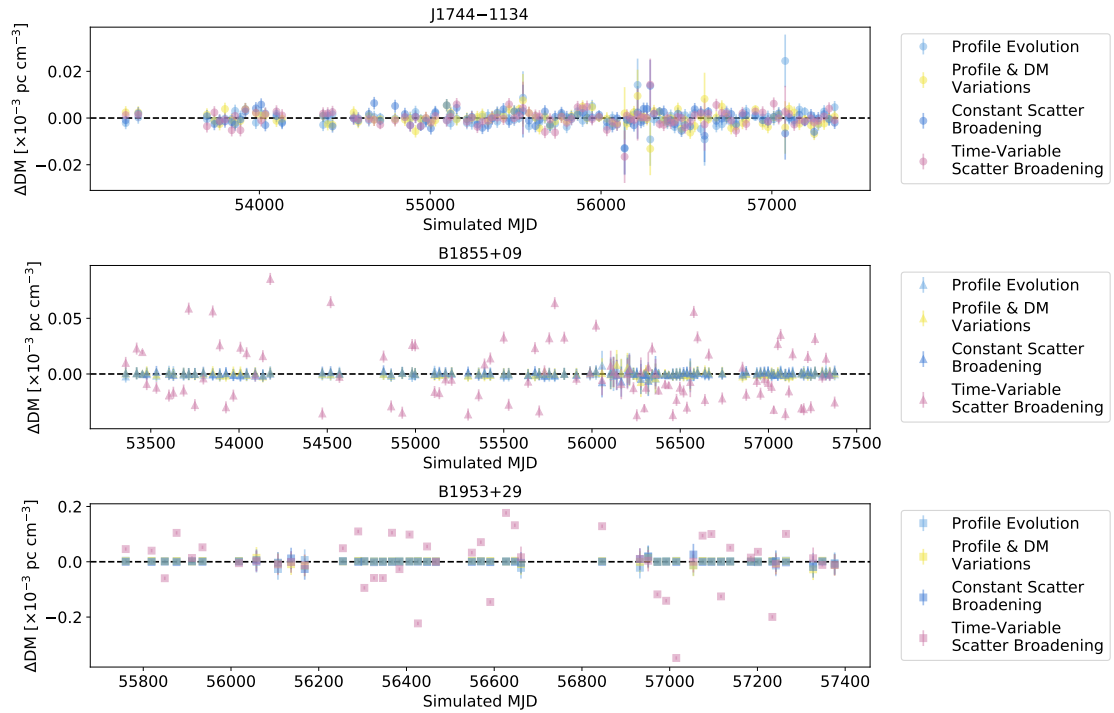 J1744−1134
ΔDM [×10⁻³ pc cm⁻³]
0.02
0.00
−0.02
54000 55000 56000 57000
Simulated MJD
Profile Evolution
Profile & DM
Variations
Constant Scatter
Broadening
Time-Variable
Scatter Broadening
B1855+09
ΔDM [×10⁻³ pc cm⁻³]
0.05
0.00
53500 54000 54500 55000 55500 56000 56500 57000 57500
Simulated MJD
Profile Evolution
Profile & DM
Variations
Constant Scatter
Broadening
Time-Variable
Scatter Broadening
B1953+29
ΔDM [×10⁻³ pc cm⁻³]
0.2
0.0
−0.2
55800 56000 56200 56400 56600 56800 57000 57200 57400
Simulated MJD
Profile Evolution
Profile & DM
Variations
Constant Scatter
Broadening
Time-Variable
Scatter Broadening